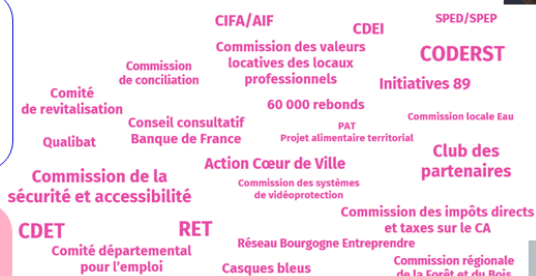 CIFA/AIF
CDEI
SPED/SPEP
Commission des valeurs
locatives des locaux
professionnels
CODERST
Commission
de conciliation
Initiatives 89
Comité
de revitalisation
60 000 rebonds
Commission locale Eau
Conseil consultatif
Banque de France
PAT
Projet alimentaire territorial
Qualibat
Club des
partenaires
Action Cœur de Ville
Commission de la
sécurité et accessibilité
Commission des systèmes
de vidéoprotection
Commission des impôts directs
et taxes sur le CA
CDET
RET
Réseau Bourgogne Entreprendre
Comité départemental
pour l'emploi
Casques bleus
Commission régionale
de la Forêt et du Bois